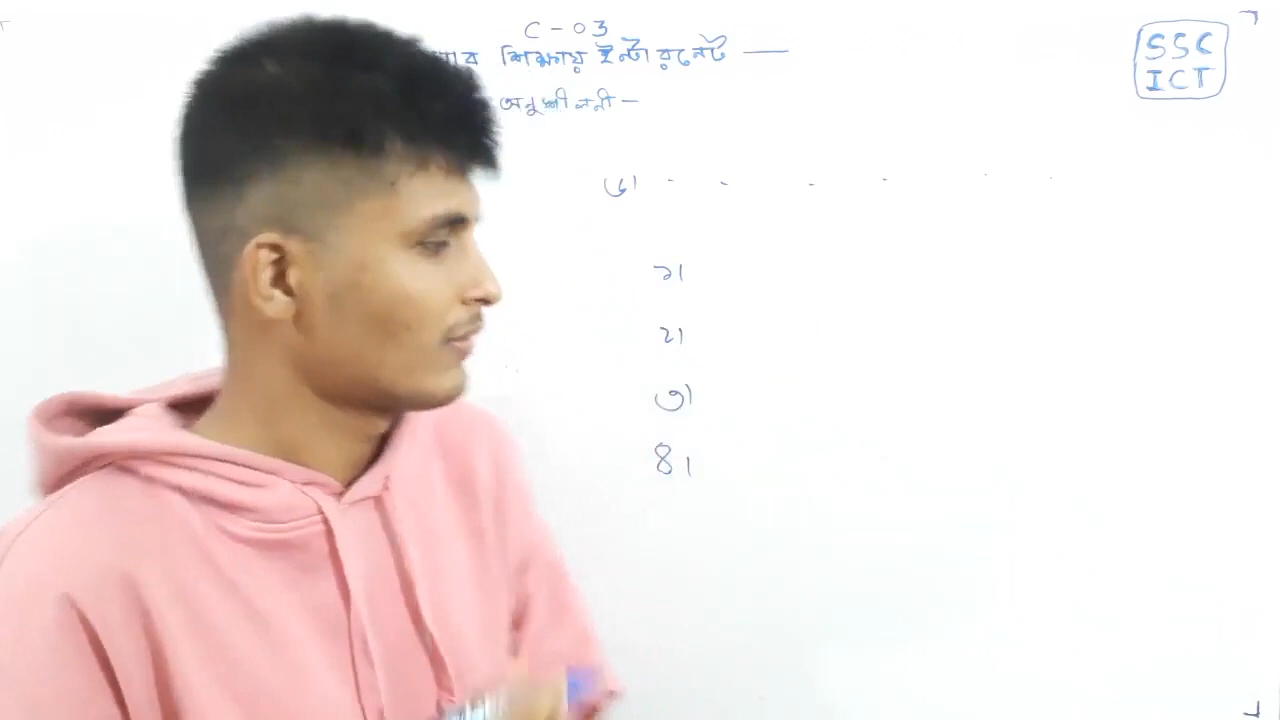 C - 03
শিক্ষায় ইন্টারনেট —
অনুশীলনী -
SSC
ICT
৬।
১।
২।
৩।
৪।